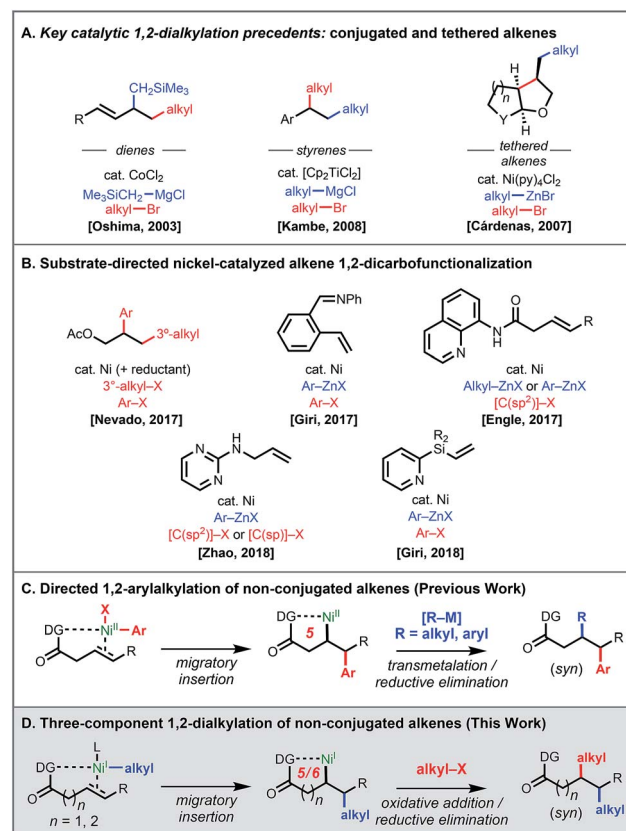 A. Key catalytic 1,2-dialkylation precedents: conjugated and tethered alkenes
CH2SiMe3
R
alkyl
dienes
cat. CoCl2
Me3SiCH2—MgCl
alkyl—Br
[Oshima, 2003]
alkyl
Ar
alkyl
styrenes
cat. [Cp2TiCl2]
alkyl—MgCl
alkyl—Br
[Kambe, 2008]
alkyl
H
( )n
Y
O
H
tethered
alkenes
cat. Ni(py)4Cl2
alkyl—ZnBr
alkyl—Br
[Cárdenas, 2007]
B. Substrate-directed nickel-catalyzed alkene 1,2-dicarbofunctionalization
Ar
AcO
3º-alkyl
cat. Ni (+ reductant)
3°-alkyl–X
Ar–X
[Nevado, 2017]
NPh
cat. Ni
Ar–ZnX
Ar–X
[Giri, 2017]
O
N
N
H
R
cat. Ni
Alkyl–ZnX or Ar–ZnX
[C(sp2)]–X
[Engle, 2017]
N
H
N
N
cat. Ni
Ar–ZnX
[C(sp2)]–X or [C(sp)]–X
[Zhao, 2018]
R2
Si
N
cat. Ni
Ar–ZnX
Ar–X
[Giri, 2018]
C. Directed 1,2-arylalkylation of non-conjugated alkenes (Previous Work)
X
DG
NiII
Ar
O
R
migratory
insertion
DG
NiII
5
O
R
Ar
[R–M]
R = alkyl, aryl
transmetalation /
reductive elimination
DG
R
O
R
(syn)
Ar
D. Three-component 1,2-dialkylation of non-conjugated alkenes (This Work)
L
DG
NiI
alkyl
O
( )n
R
n = 1, 2
migratory
insertion
DG
NiI
5/6
O
( )n
R
alkyl
alkyl–X
oxidative addition /
reductive elimination
DG
alkyl
O
( )n
R
(syn)
alkyl